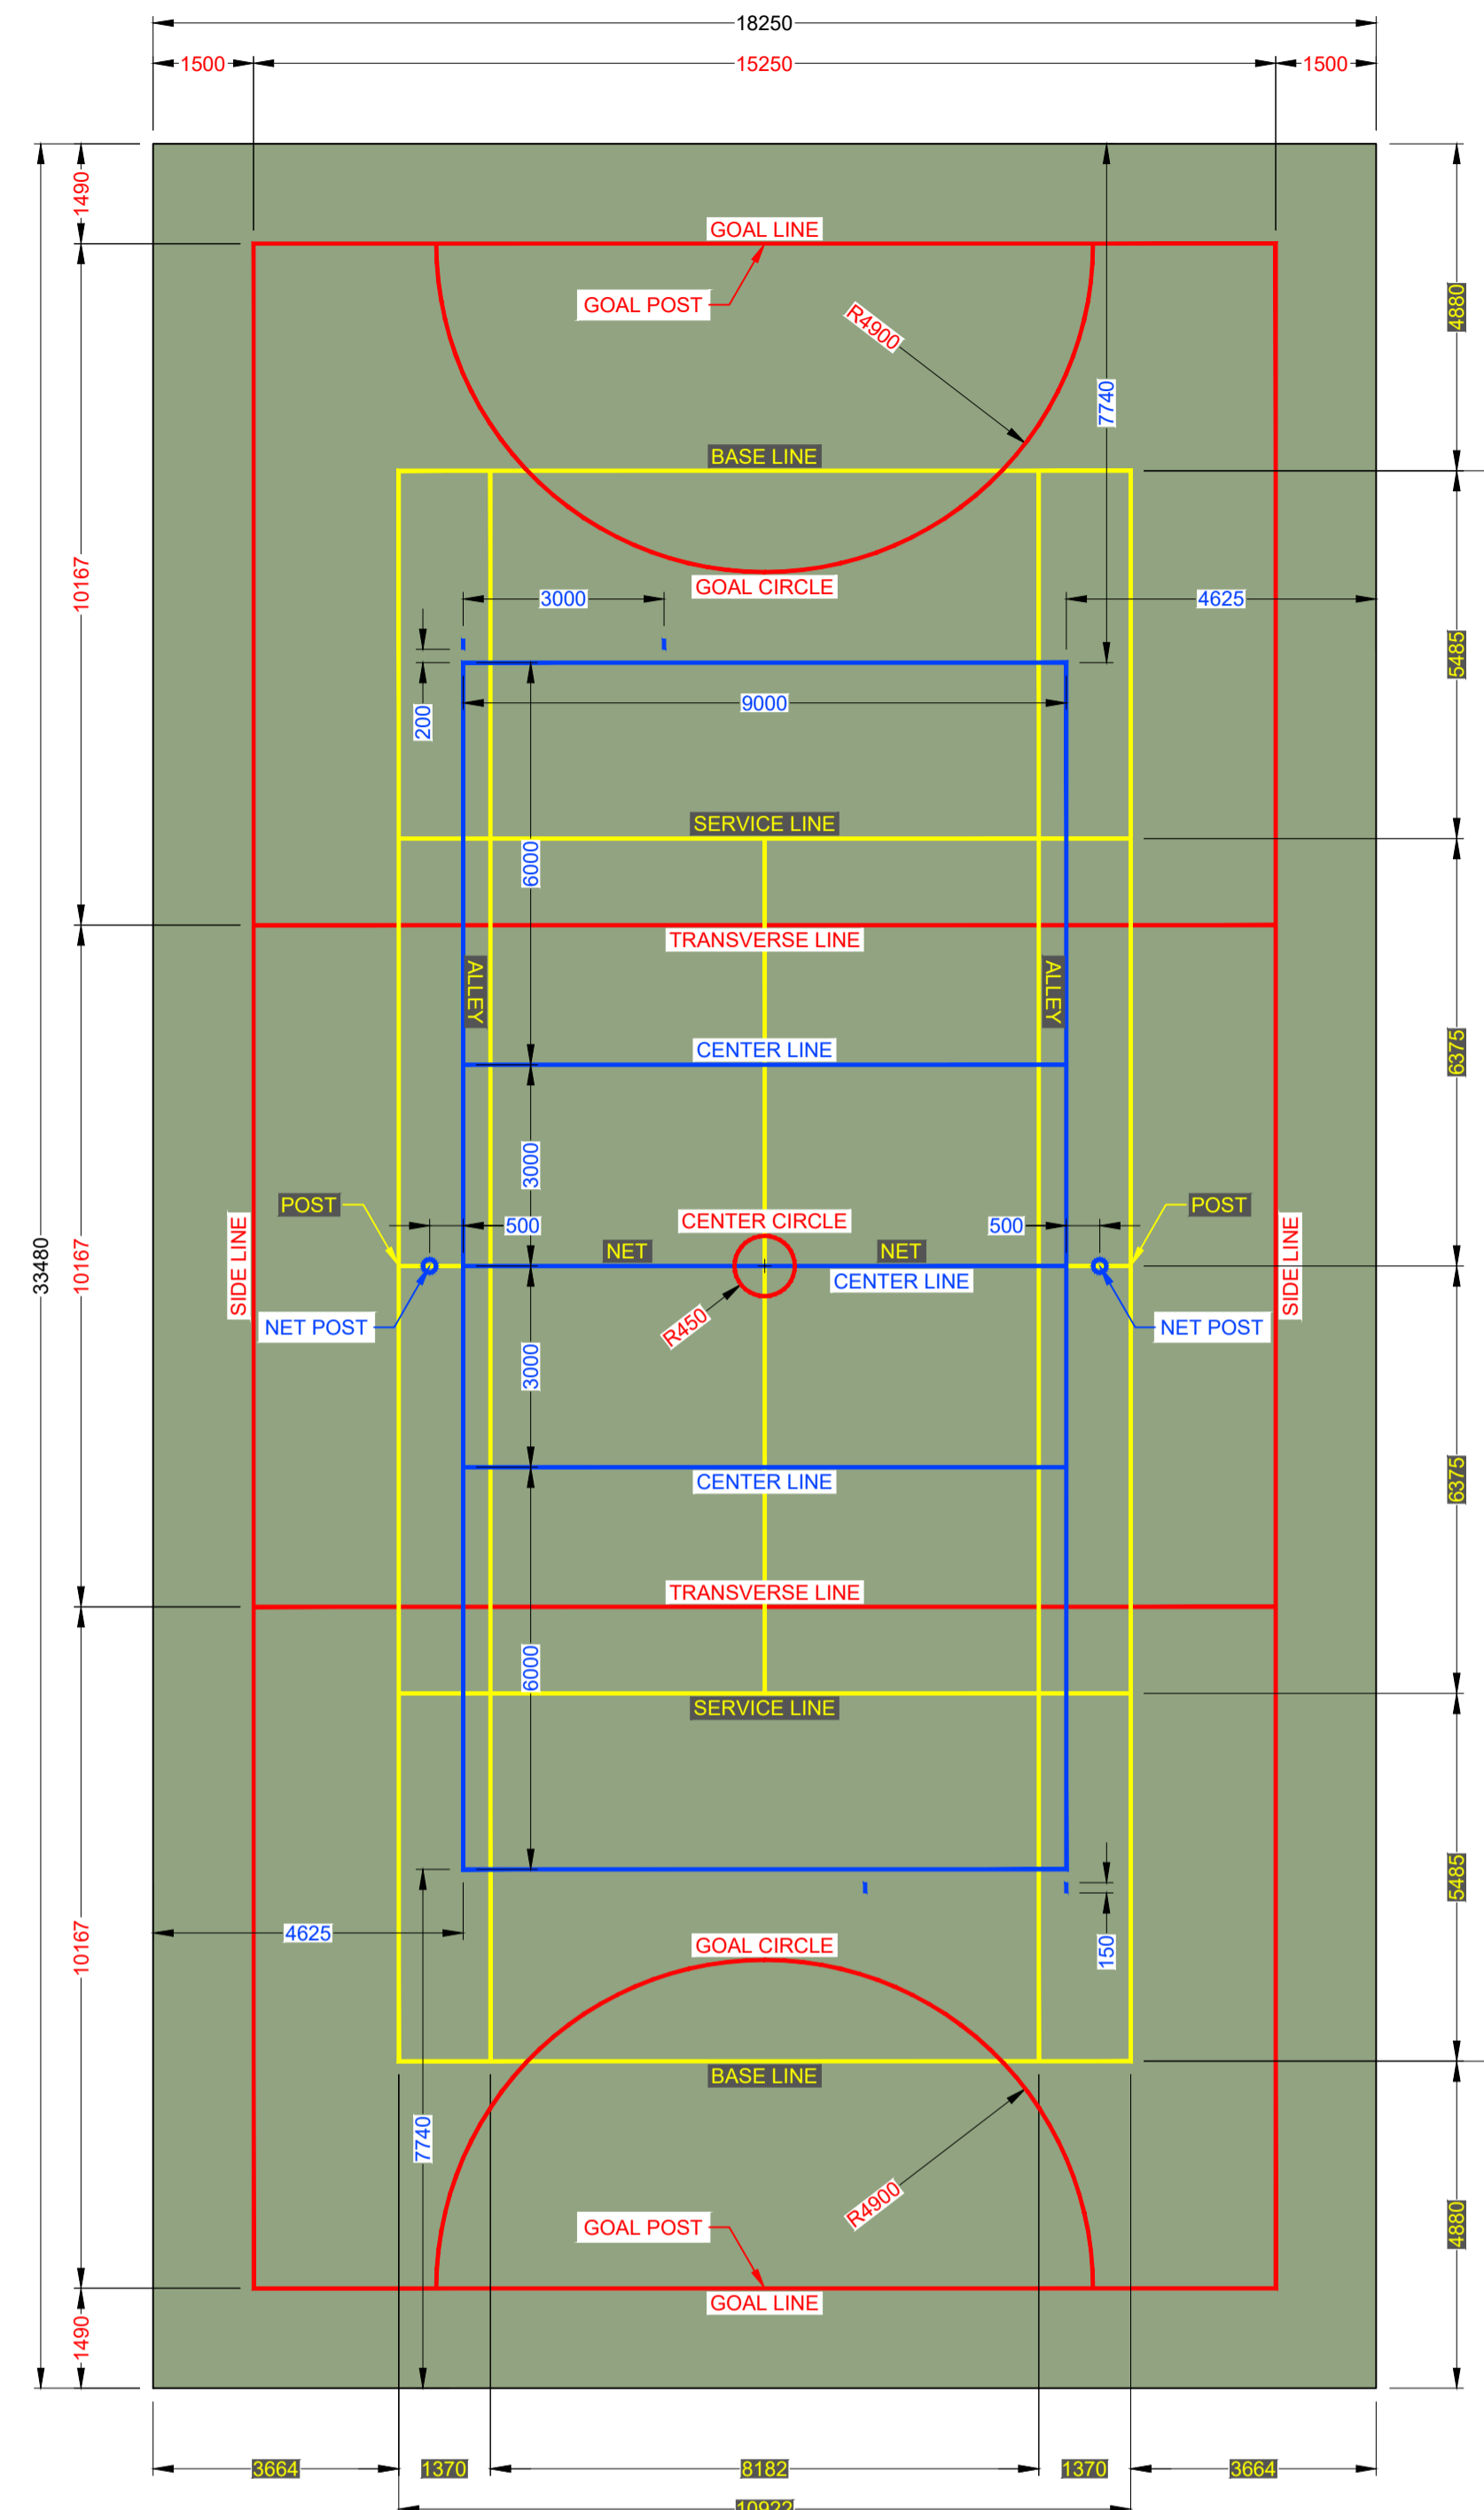 18250
1500
15250
1500
1490
GOAL LINE
GOAL POST
R4900
4880
7740
BASE LINE
10167
GOAL CIRCLE
3000
4625
5485
9000
200
SERVICE LINE
6000
TRANSVERSE LINE
ALLEY
ALLEY
CENTER LINE
6375
3000
POST
POST
500
CENTER CIRCLE
500
NET
NET
33480
10167
SIDE LINE
SIDE LINE
CENTER LINE
NET POST
R450
NET POST
3000
CENTER LINE
6375
TRANSVERSE LINE
6000
SERVICE LINE
5485
10167
4625
GOAL CIRCLE
150
BASE LINE
7740
R4900
GOAL POST
4880
GOAL LINE
1490
3664
1370
8182
1370
3664
10922